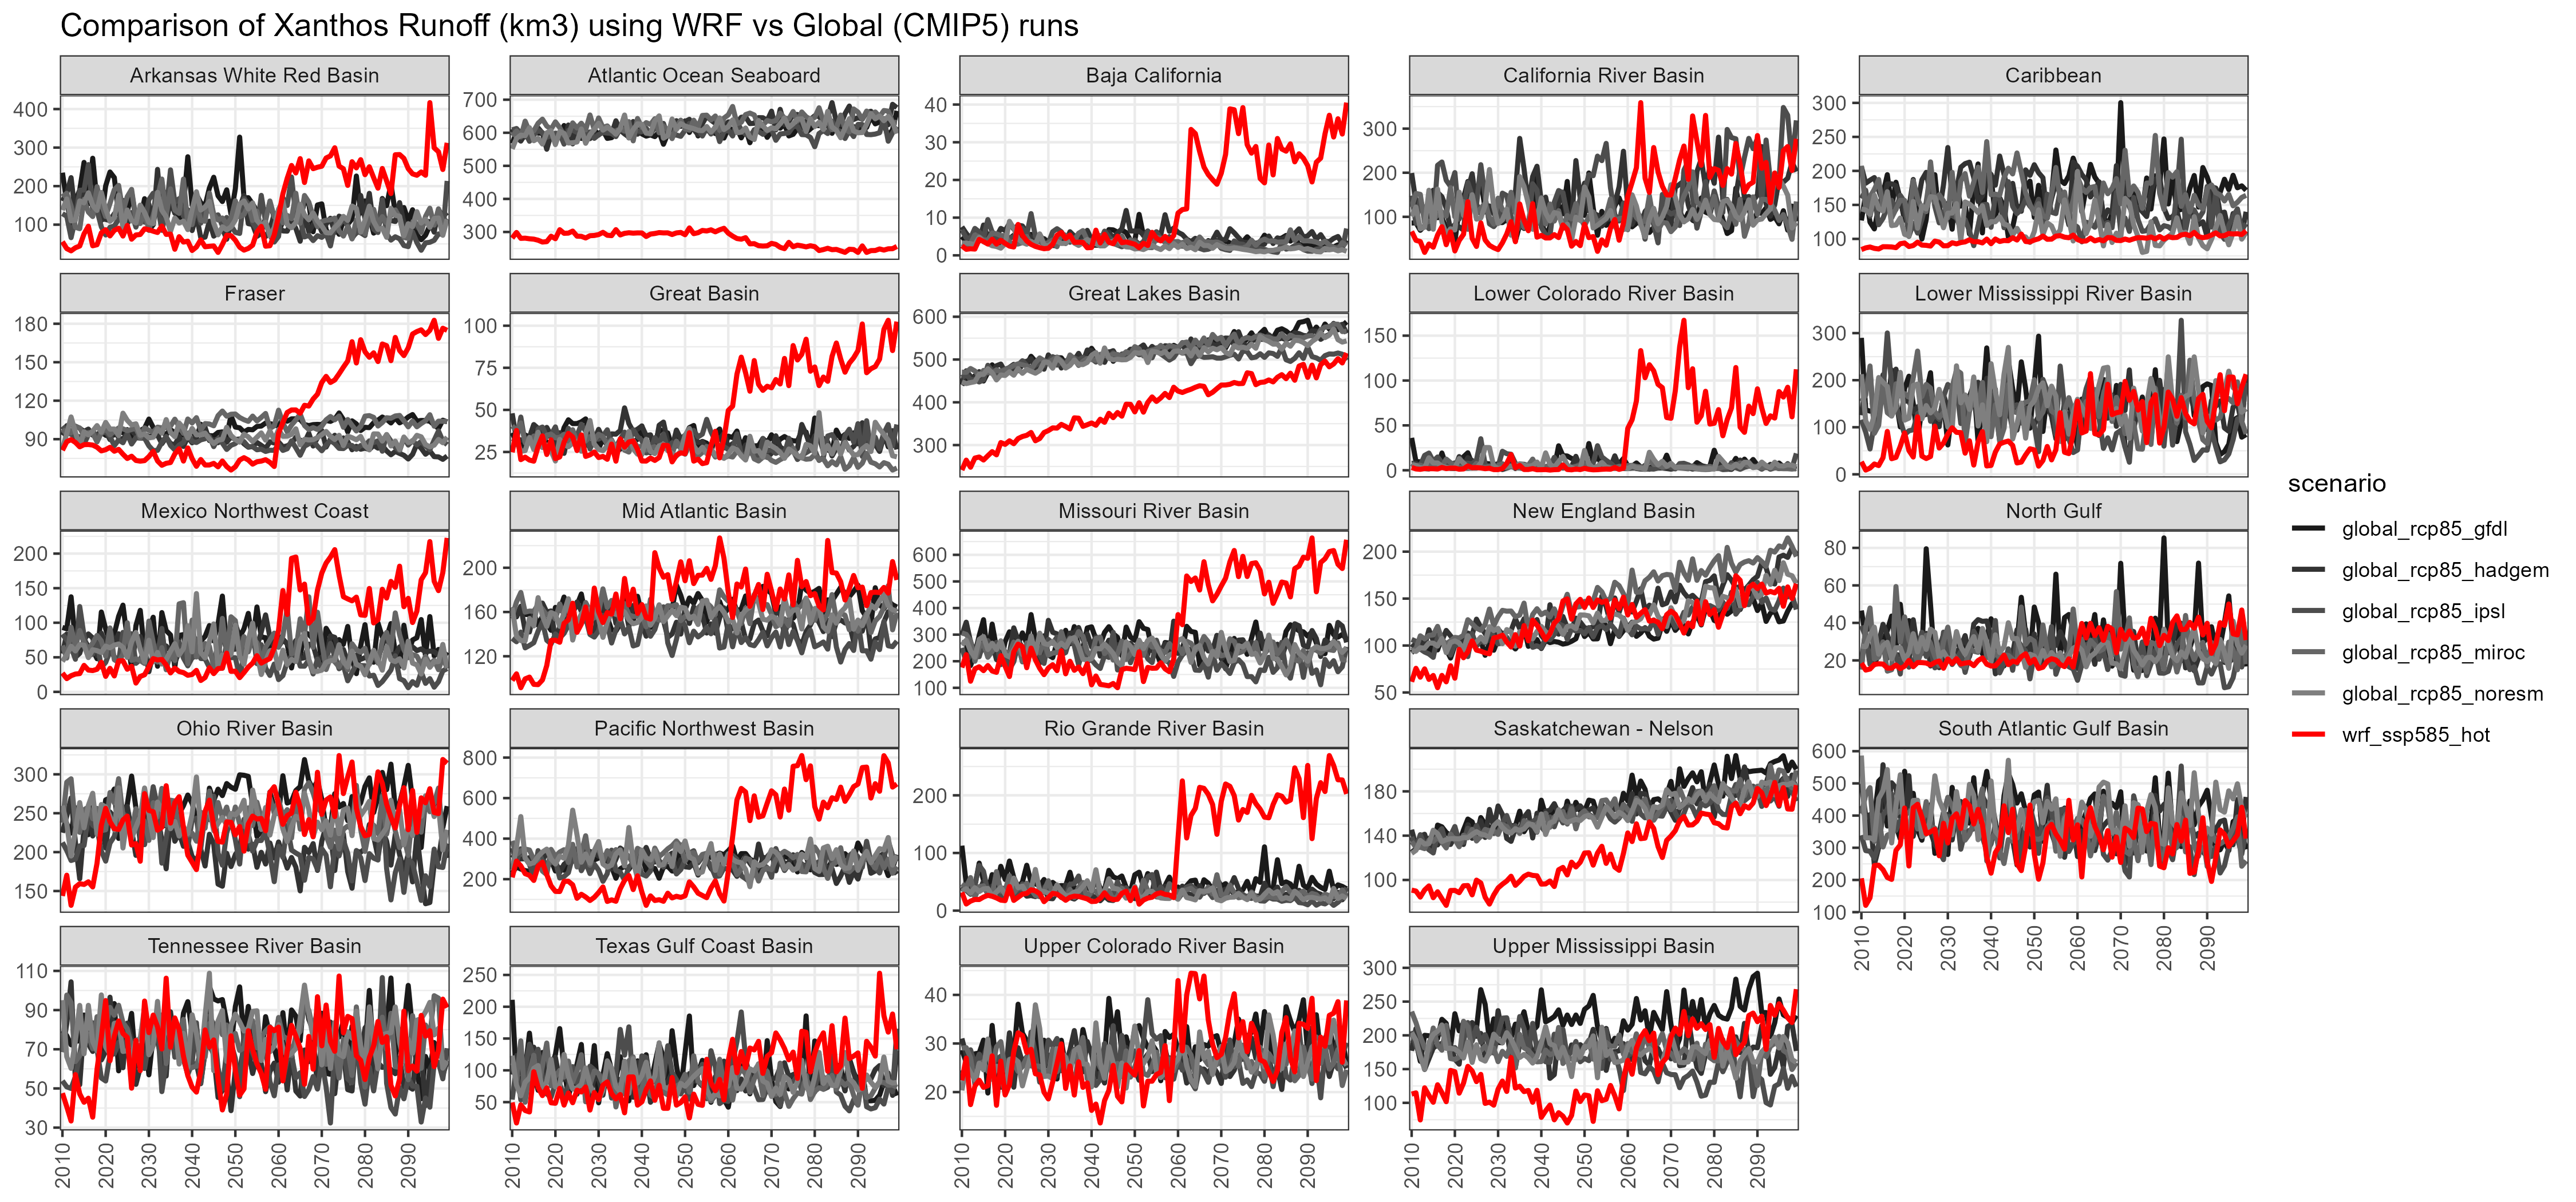 Comparison of Xanthos Runoff (km3) using WRF vs Global (CMIP5) runs
Arkansas White Red Basin
400
300
200
100
Atlantic Ocean Seaboard
700
600
500
400
300
Baja California
40
30
20
10
0
California River Basin
300
200
100
Caribbean
300
250
200
150
100
Fraser
180
150
120
90
Great Basin
100
75
50
25
Great Lakes Basin
600
500
400
300
Lower Colorado River Basin
150
100
50
0
Lower Mississippi River Basin
300
200
100
0
Mexico Northwest Coast
200
150
100
50
0
Mid Atlantic Basin
200
160
120
Missouri River Basin
600
500
400
300
200
100
New England Basin
200
150
100
50
North Gulf
80
60
40
20
Ohio River Basin
300
250
200
150
Pacific Northwest Basin
800
600
400
200
Rio Grande River Basin
200
100
0
Saskatchewan - Nelson
180
140
100
South Atlantic Gulf Basin
600
500
400
300
200
100
2010 2020 2030 2040 2050 2060 2070 2080 2090
Tennessee River Basin
110
90
70
50
30
2010 2020 2030 2040 2050 2060 2070 2080 2090
Texas Gulf Coast Basin
250
200
150
100
50
2010 2020 2030 2040 2050 2060 2070 2080 2090
Upper Colorado River Basin
40
30
20
2010 2020 2030 2040 2050 2060 2070 2080 2090
Upper Mississippi Basin
300
250
200
150
100
2010 2020 2030 2040 2050 2060 2070 2080 2090
scenario
global_rcp85_gfdl
global_rcp85_hadgem
global_rcp85_ipsl
global_rcp85_miroc
global_rcp85_noresm
wrf_ssp585_hot